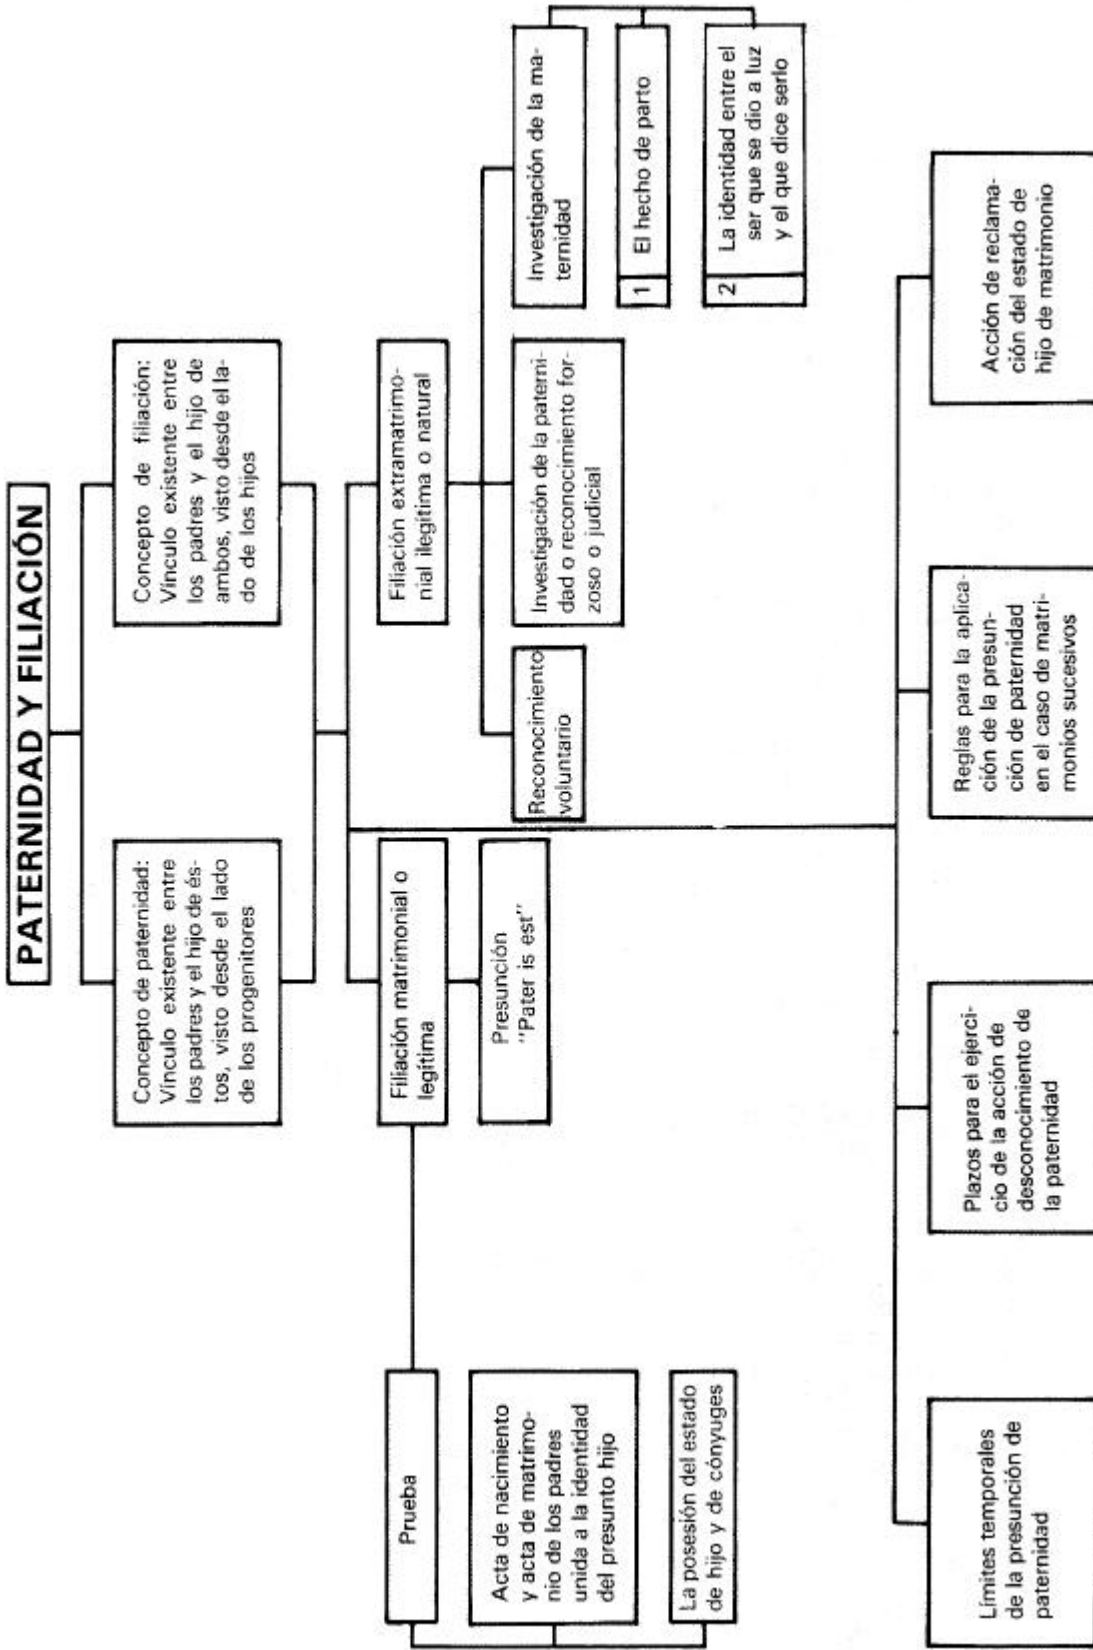 PATERNIDAD Y FILIACIÓN
Concepto de paternidad:
Vínculo existente entre
los padres y el hijo de és-
tos, visto desde el lado
de los progenitores
Concepto de filiación:
Vínculo existente entre
los padres y el hijo de
ambos, visto desde el la-
do de los hijos
Prueba
Acta de nacimiento
y acta de matrimo-
nio de los padres
unida a la identidad
del presunto hijo
La posesión del estado
de hijo y de cónyuges
Filiación matrimonial o
legítima
Presunción
"Pater is est"
Filiación extramatrimo-
nial ilegítima o natural
Reconocimiento
voluntario
Investigación de la paterni-
dad o reconocimiento for-
zoso o judicial
Investigación de la ma-
ternidad
1 El hecho de parto
2 La identidad entre el
ser que se dio a luz
y el que dice serlo
Límites temporales
de la presunción de
paternidad
Plazos para el ejerci-
cio de la acción de
desconocimiento de
la paternidad
Reglas para la aplica-
ción de la presun-
ción de paternidad
en el caso de matri-
monios sucesivos
Acción de reclama-
ción del estado de
hijo de matrimonio